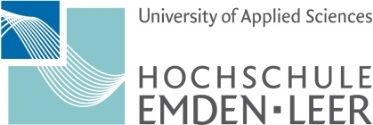 University of Applied Sciences
HOCHSCHULE
EMDEN▪LEER